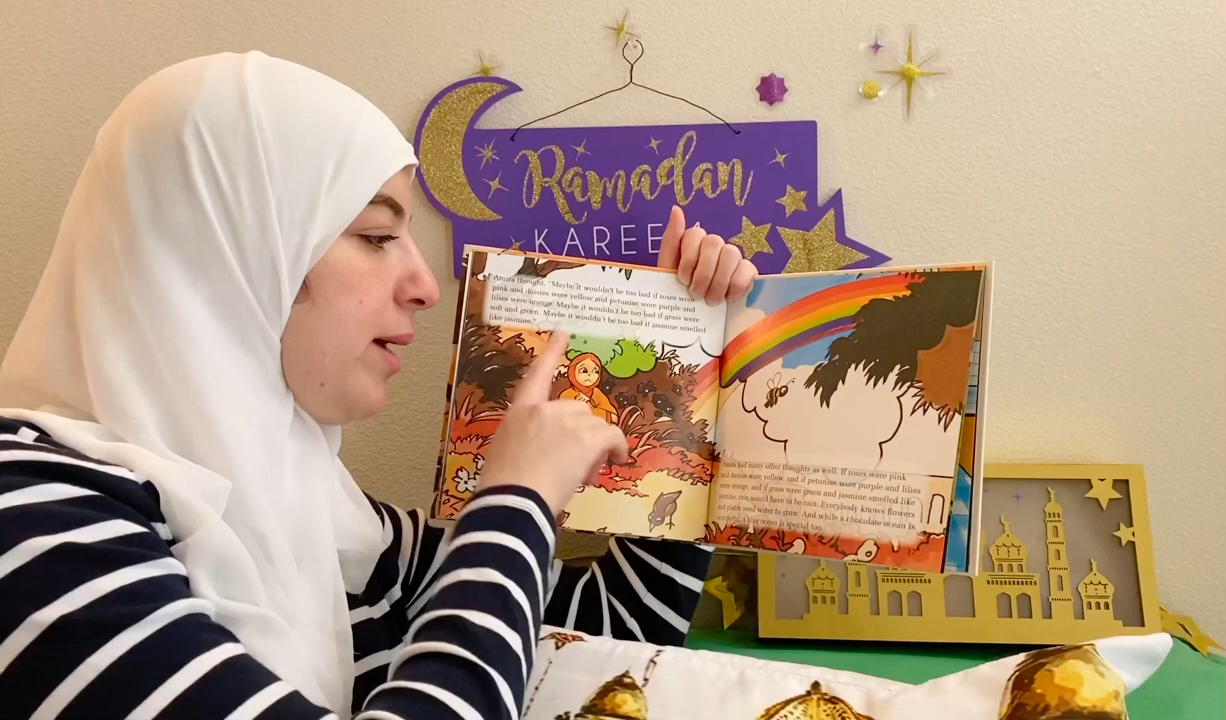 Ramadan
KAREE
Amira thought, "Maybe it wouldn't be too bad if roses were
pink and daisies were yellow and petunias were purple and
lilies were orange. Maybe it wouldn't be too bad if grass were
soft and green. Maybe it wouldn't be too bad if jasmine smelled
like jasmine."
Amira had many other thoughts as well. If roses were pink
and daisies were yellow, and if petunias were purple and lilies
were orange, and if grass were green and jasmine smelled like
jasmine, rain would have to be rain. Everybody knows flowers
and plants need water to grow. And while a chocolate ocean is
wonderful, a blue ocean is special too.